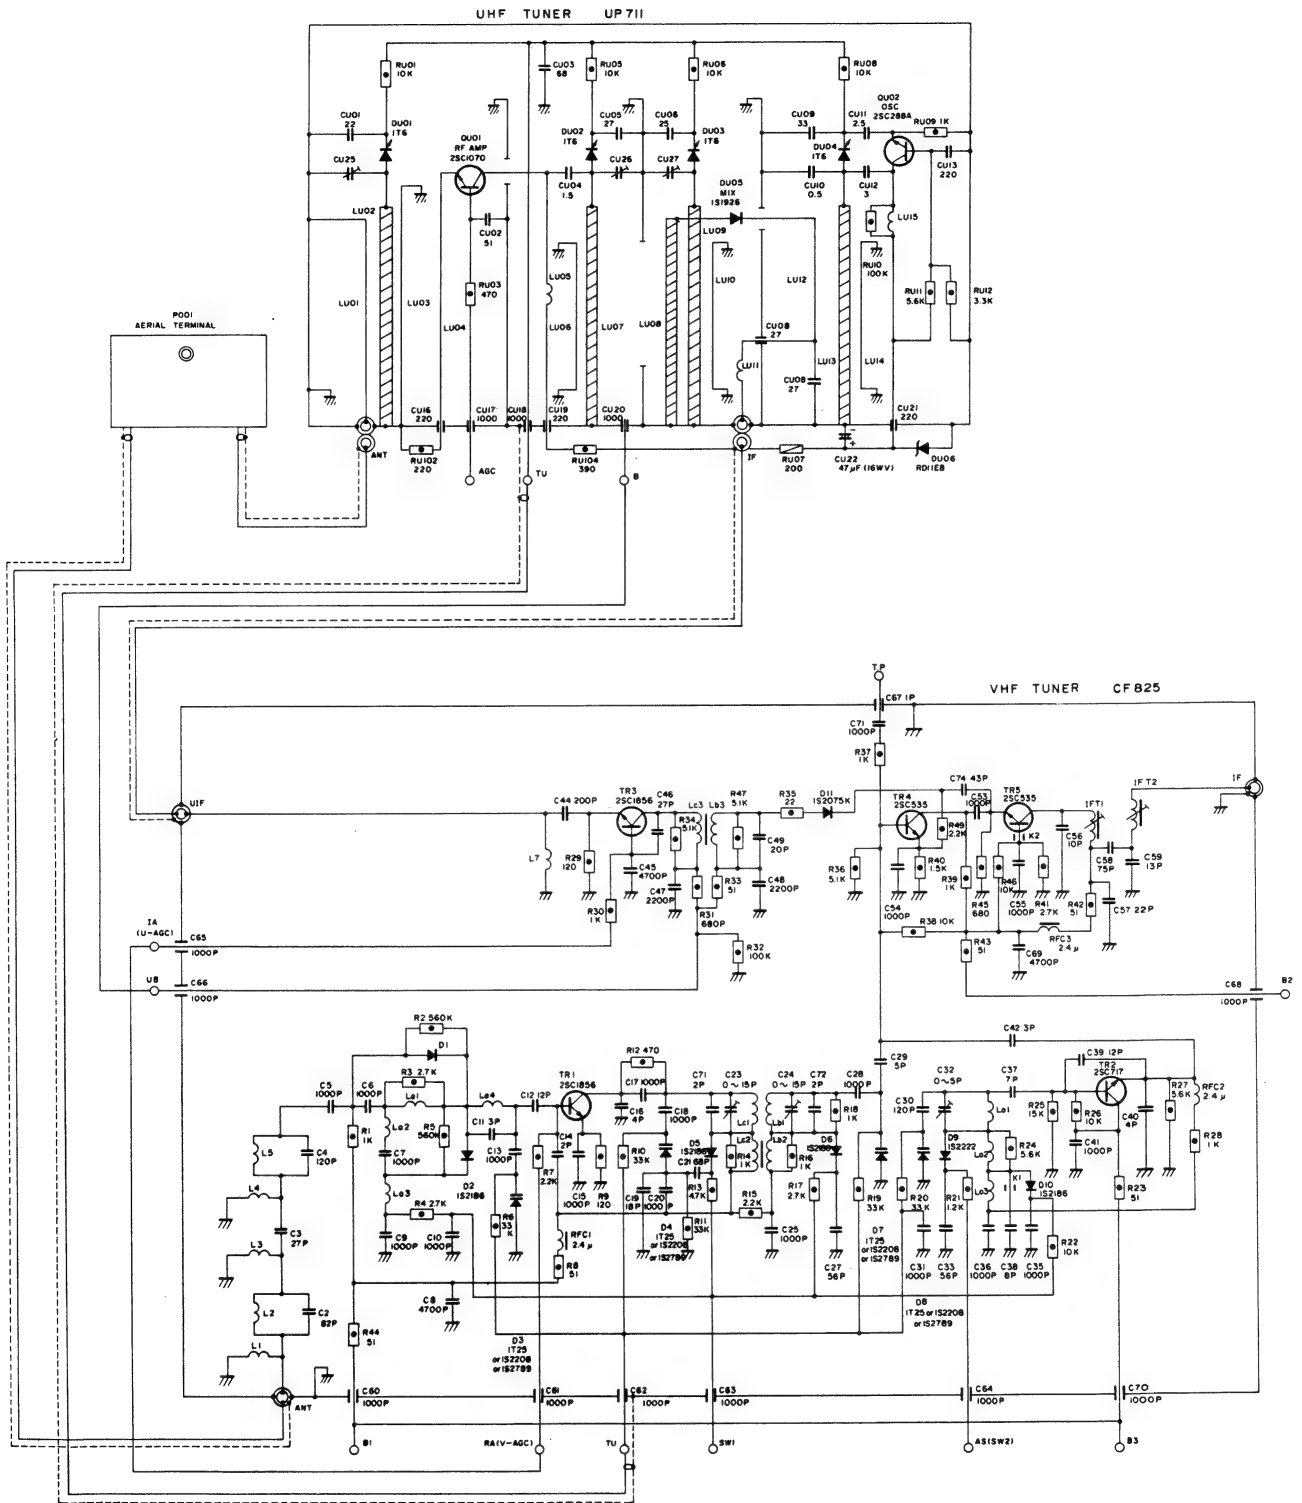 UHF TUNER UP711
RU01
10K
CU03
68
RU05
10K
RU06
10K
RU08
10K
QU02
OSC
2SC288A
RU09 1K
CU01
22
DU01
1T6
QU01
RF AMP
2SC1070
DU02
1T6
CU05
27
CU06
25
DU03
1T6
CU09
33
CU11
2.5
DU04
1T6
CU13
220
CU25
CU04
1.5
CU26
CU27
DU05
MIX
1S1926
CU10
0.5
CU12
3
LU02
CU02
51
LU09
LU15
RU03
470
LU05
RU10
100K
LU01
LU03
LU04
LU06
LU07
LU08
LU10
LU12
RU11
5.6K
RU12
3.3K
P001
AERIAL TERMINAL
CU08
27
LU11
LU13
LU14
CU08
27
CU16
220
CU17
1000
CU18
1000
CU19
220
CU20
1000
CU21
220
ANT
RU102
220
AGC
TU
RU104
390
B
IF
RU07
200
CU22
47μF(16WV)
DU06
RD11EB
T.P
VHF TUNER CF825
C67 1P
C71
1000P
R37
1K
UIF
C44 200P
TR3
2SC1856
C46
27P
Lc3
R47
5.1K
Lb3
R35
22
D11
1S2075K
C74 43P
C53
1000P
TR4
2SC535
TR5
2SC535
IFT1
IFT2
IF
R34
5.1K
C49
20P
R49
2.2K
K2
C56
10P
C58
75P
C59
13P
L7
R29
120
C45
4700P
C47
2200P
R33
51
C48
2200P
R36
5.1K
R40
1.5K
R39
1K
R46
10K
R30
1K
R31
680P
C54
1000P
R45
680
C55
1000P
R41
2.7K
R42
51
C57 22P
IA
(U-AGC)
C65
1000P
R32
100K
R38 10K
R43
51
C69
4700P
RFC3
2.4μ
UB
C66
1000P
C68
1000P
B2
R2 560K
D1
R3 2.7K
La1
La4
C5
1000P
C6
1000P
C12 12P
TR1
2SC1856
R12 470
C17 1000P
C71
2P
C23
0~15P
C24
0~15P
C72
2P
C28
1000P
C29
5P
C42 3P
C30
120P
C32
0~5P
C37
7P
C39 12P
TR2
2SC717
R27
5.6K
RFC2
2.4μ
R1
1K
La2
R5
560K
C11 3P
C7
1000P
C13
1000P
C14
2P
C16
4P
C18
1000P
Lc1
Lb1
R18
1K
Lo1
R25
15K
R26
10K
C40
4P
R28
1K
L5
C4
120P
D2
1S2186
R7
2.2K
C15
1000P
R9
120
R10
33K
D5
1S2186
Lc2
R14
1K
Lb2
R16
1K
D6
1S2186
D9
1S2222
Lo2
R24
5.6K
C41
1000P
L4
La3
R4 2.7K
R6
33
K
C19
18P
C20
1000P
C21 68P
R13
4.7K
R15
2.2K
R17
2.7K
R19
33K
R20
33K
R21
1.2K
Lo3
K1
D10
1S2186
R23
51
C3
27P
C9
1000P
C10
1000P
RFC1
2.4μ
R11
33K
D4
1T25
or 1S2208
or 1S2789
C25
1000P
C27
56P
D7
1T25
or 1S2208
or 1S2789
C31
1000P
C33
56P
C36
1000P
C38
8P
C35
1000P
R22
10K
L3
R8
51
L2
C2
82P
C8
4700P
D8
1T25 or 1S2208
or 1S2789
R44
51
D3
1T25
or 1S2208
or 1S2789
L1
ANT
C60
1000P
C61
1000P
C62
1000P
C63
1000P
C64
1000P
C70
1000P
B1
RA(V-AGC)
TU
SW1
AS(SW2)
B3